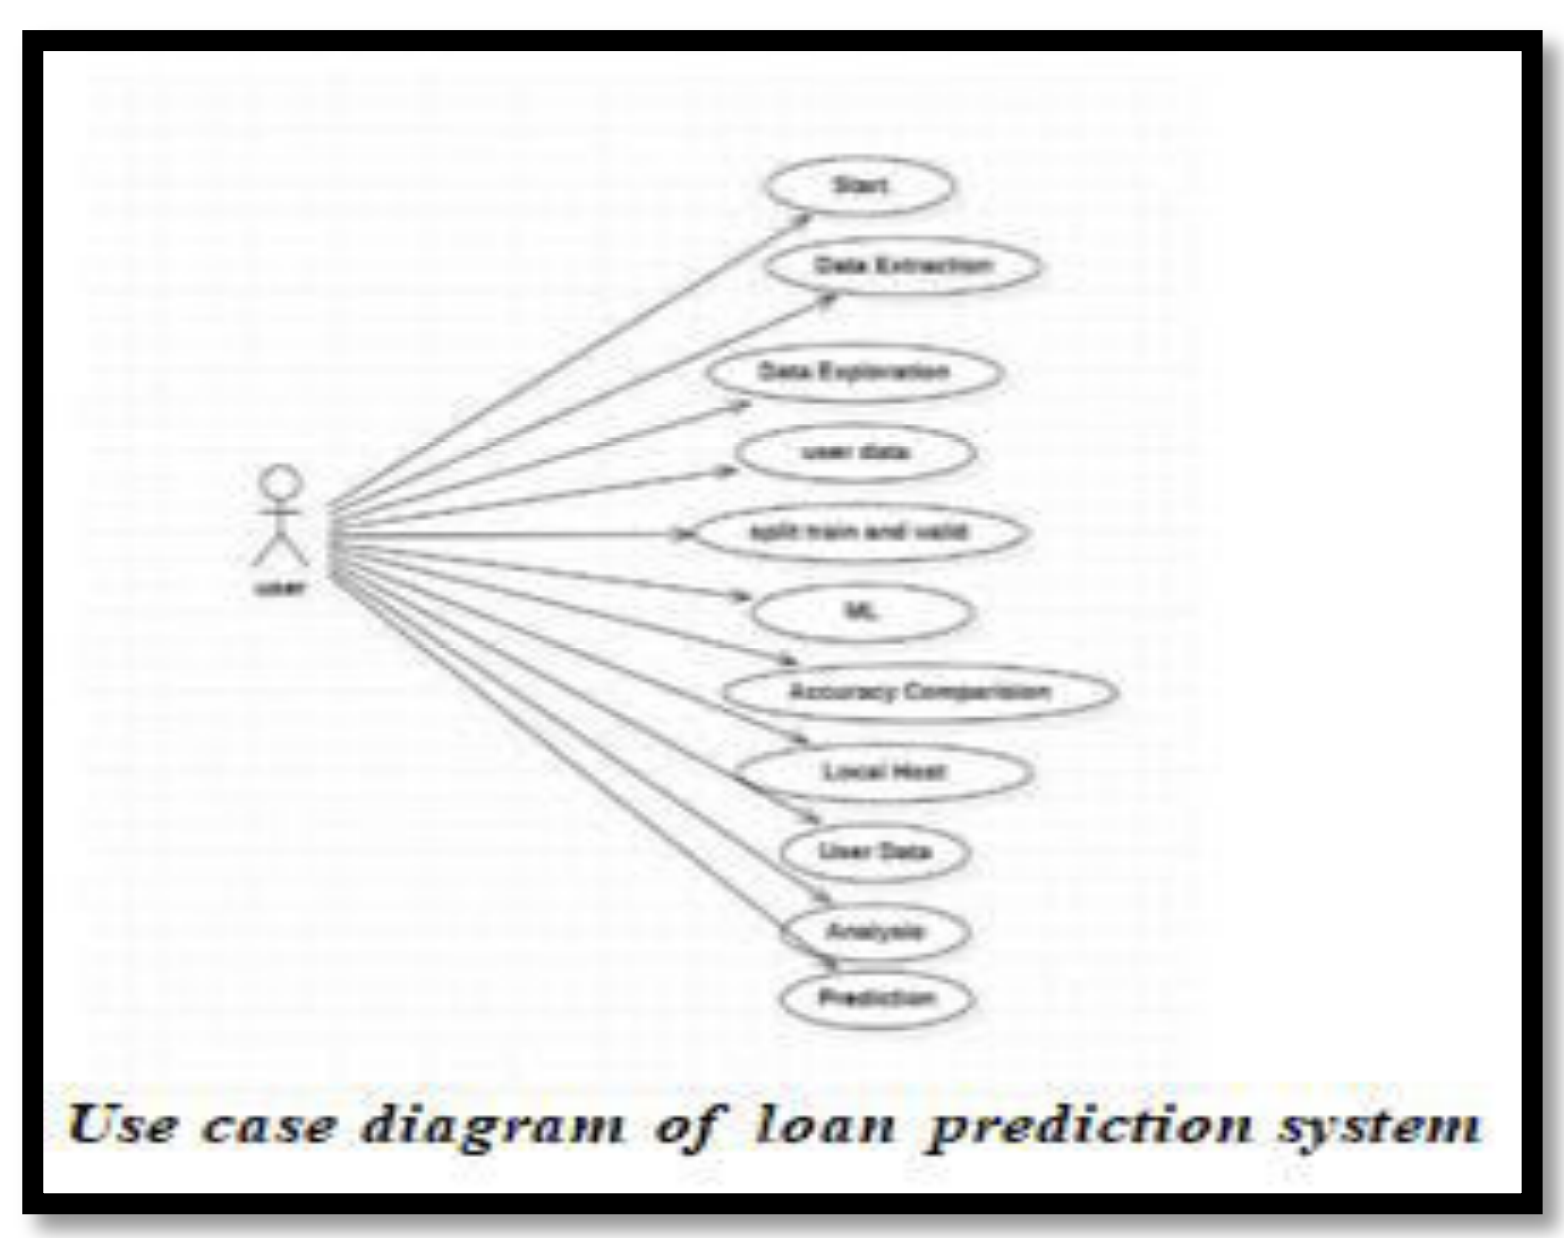 Start
Data Extraction
Data Exploration
user data
split train and valid
user
ML
Accuracy Comparision
Local Host
User Data
Analysis
Prediction
Use case diagram of loan prediction system